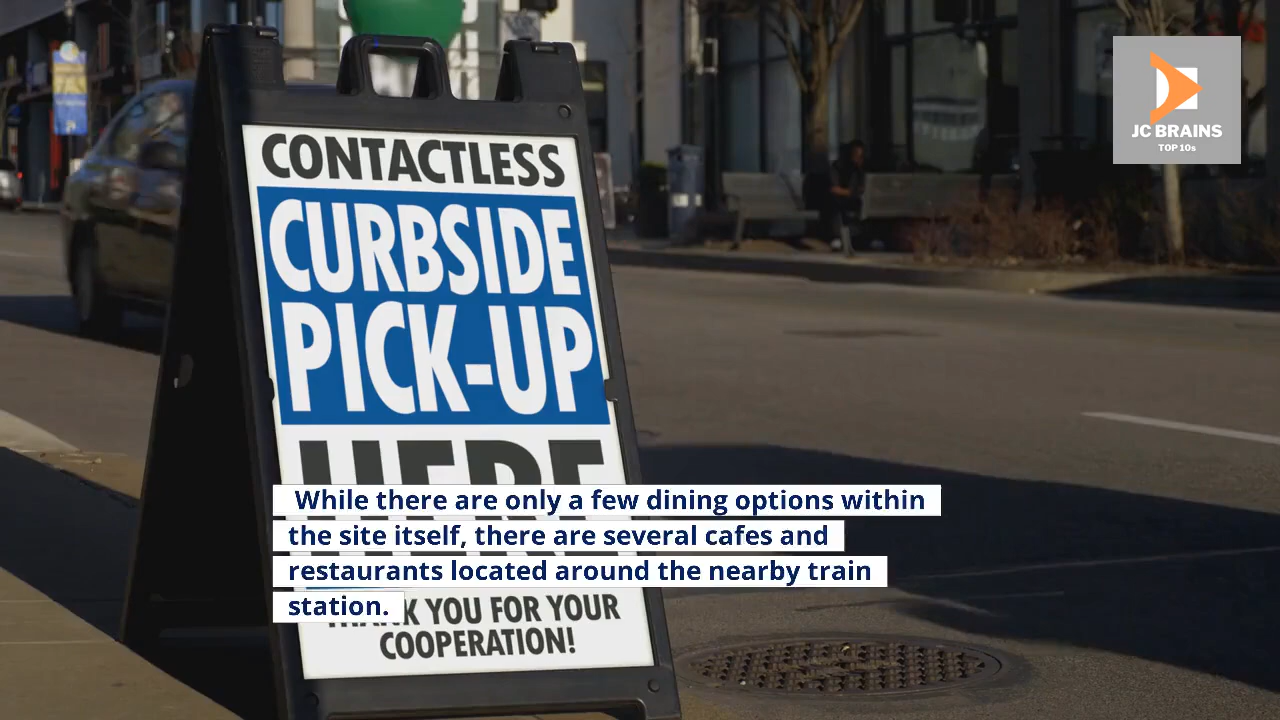 CONTACTLESS
CURBSIDE
PICK-UP
HERE
While there are only a few dining options within
the site itself, there are several cafes and
restaurants located around the nearby train
station.
THANK YOU FOR YOUR
COOPERATION!
JC BRAINS
TOP 10s